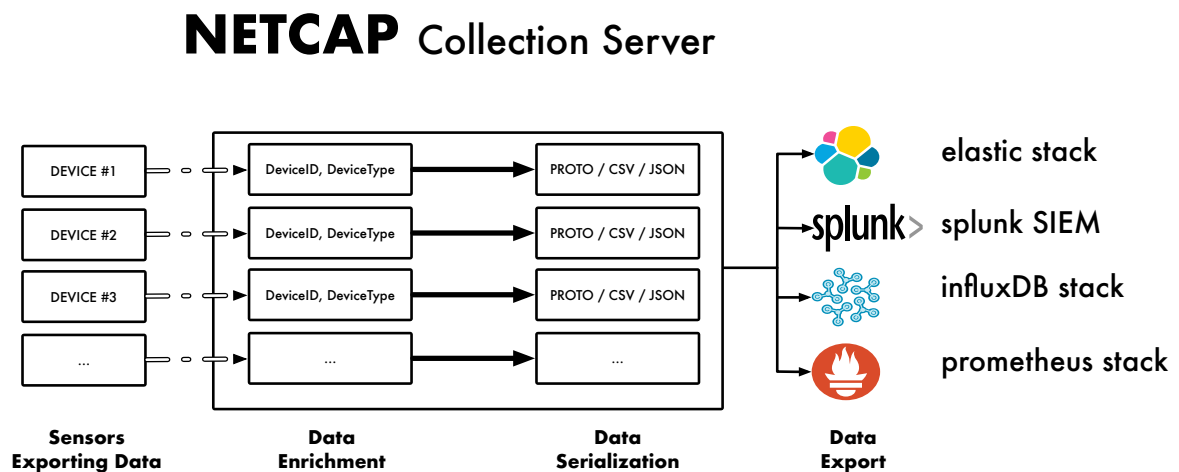 NETCAP Collection Server
DEVICE #1
DeviceID, DeviceType
PROTO / CSV / JSON
elastic stack
DEVICE #2
DeviceID, DeviceType
PROTO / CSV / JSON
splunk>
splunk SIEM
DEVICE #3
DeviceID, DeviceType
PROTO / CSV / JSON
influxDB stack
...
...
...
prometheus stack
Sensors
Exporting Data
Data
Enrichment
Data
Serialization
Data
Export